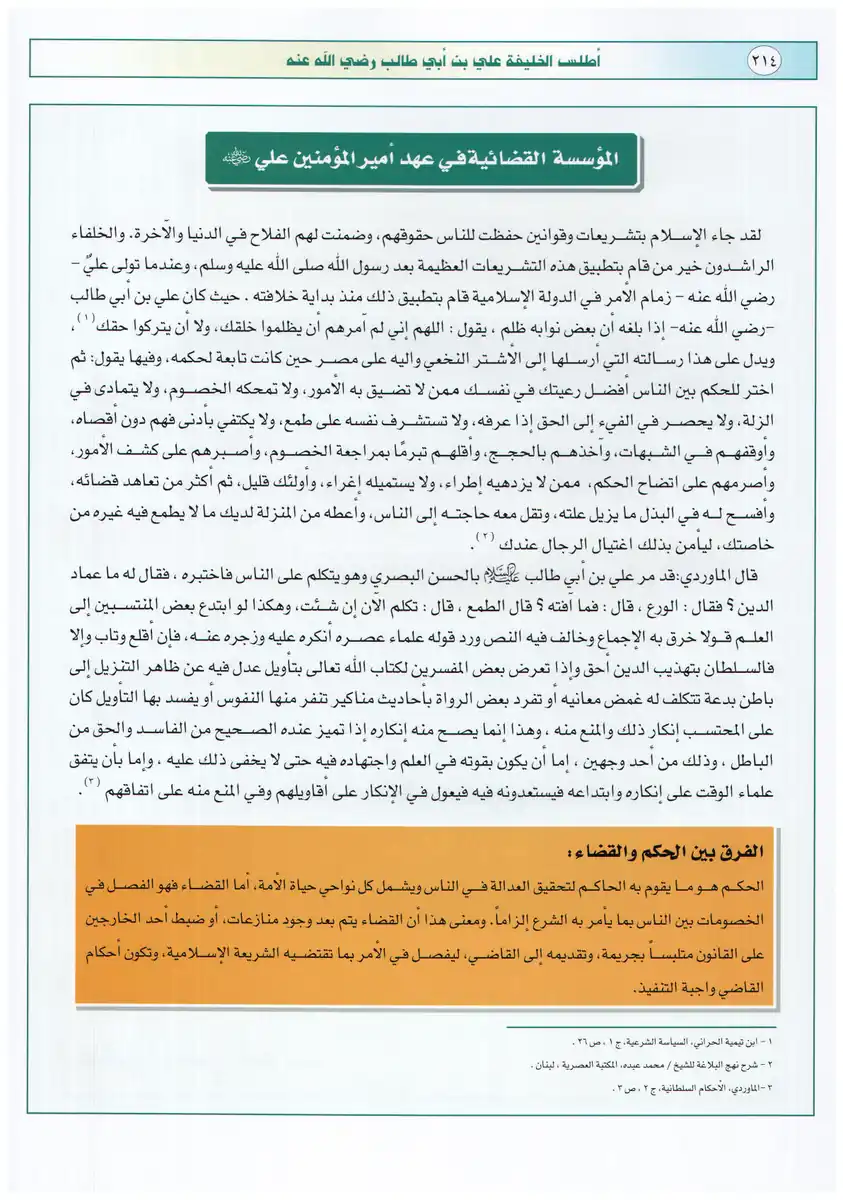 ٢١٤
أطلس الخليفة علي بن أبي طالب رضي الله عنه
المؤسسة القضائية في عهد أمير المؤمنين علي رضي الله عنه
لقد جاء الإسلام بتشريعات وقوانين حفظت للناس حقوقهم، وضمنت لهم الفلاح في الدنيا والآخرة. والخلفاء
الراشدون خير من قام بتطبيق هذه التشريعات العظيمة بعد رسول الله صلى الله عليه وسلم، وعندما تولى عليٌ –
رضي الله عنه – زمام الأمر في الدولة الإسلامية قام بتطبيق ذلك منذ بداية خلافته . حيث كان علي بن أبي طالب
–رضي الله عنه– إذا بلغه أن بعض نوابه ظلم ، يقول : اللهم إني لم آمرهم أن يظلموا خلقك، ولا أن يتركوا حقك(١)،
ويدل على هذا رسالته التي أرسلها إلى الأشتر النخعي واليه على مصر حين كانت تابعة لحكمه، وفيها يقول: ثم
اختر للحكم بين الناس أفضل رعيتك في نفسك ممن لا تضيق به الأمور، ولا تمحكه الخصوم، ولا يتمادى في
الزلة، ولا يحصر في الفيء إلى الحق إذا عرفه، ولا تستشرف نفسه على طمع، ولا يكتفي بأدنى فهم دون أقصاه،
وأوقفهم في الشبهات، وآخذهم بالحجج، وأقلهم تبرمًا بمراجعة الخصوم، وأصبرهم على كشف الأمور،
وأصرمهم على اتضاح الحكم، ممن لا يزدهيه إطراء، ولا يستميله إغراء، وأولئك قليل، ثم أكثر من تعاهد قضائه،
وأفسح له في البذل ما يزيل علته، وتقل معه حاجته إلى الناس، وأعطه من المنزلة لديك ما لا يطمع فيه غيره من
خاصتك، ليأمن بذلك اغتيال الرجال عندك (٢).
قال الماوردي:قد مر علي بن أبي طالب عليه السلام بالحسن البصري وهو يتكلم على الناس فاختبره ، فقال له ما عماد
الدين ؟ فقال : الورع ، قال : فما آفته ؟ قال الطمع ، قال : تكلم الآن إن شئت، وهكذا لو ابتدع بعض المنتسبين إلى
العلم قولا خرق به الإجماع وخالف فيه النص ورد قوله علماء عصره أنكره عليه وزجره عنه، فإن أقلع وتاب وإلا
فالسلطان بتهذيب الدين أحق وإذا تعرض بعض المفسرين لكتاب الله تعالى بتأويل عدل فيه عن ظاهر التنزيل إلى
باطن بدعة تتكلف له غمض معانيه أو تفرد بعض الرواة بأحاديث مناكير تنفر منها النفوس أو يفسد بها التأويل كان
على المحتسب إنكار ذلك والمنع منه ، وهذا إنما يصح منه إنكاره إذا تميز عنده الصحيح من الفاسد والحق من
الباطل ، وذلك من أحد وجهين ، إما أن يكون بقوته في العلم واجتهاده فيه حتى لا يخفى ذلك عليه ، وإما بأن يتفق
علماء الوقت على إنكاره وابتداعه فيستعدونه فيه فيعول في الإنكار على أقاويلهم وفي المنع منه على اتفاقهم (٣).
الفرق بين الحكم والقضاء:
الحكم هو ما يقوم به الحاكم لتحقيق العدالة في الناس ويشمل كل نواحي حياة الأمة، أما القضاء فهو الفصل في
الخصومات بين الناس بما يأمر به الشرع إلزاماً. ومعنى هذا أن القضاء يتم بعد وجود منازعات، أو ضبط أحد الخارجين
على القانون متلبساً بجريمة، وتقديمه إلى القاضي، ليفصل في الأمر بما تقتضيه الشريعة الإسلامية، وتكون أحكام
القاضي واجبة التنفيذ.
١ – ابن تيمية الحراني، السياسة الشرعية، ج ١ ، ص ٢٦ .
٢ – شرح نهج البلاغة للشيخ / محمد عبده، المكتبة العصرية ، لبنان .
٣ –الماوردي، الأحكام السلطانية، ج ٢ ، ص ٣ .